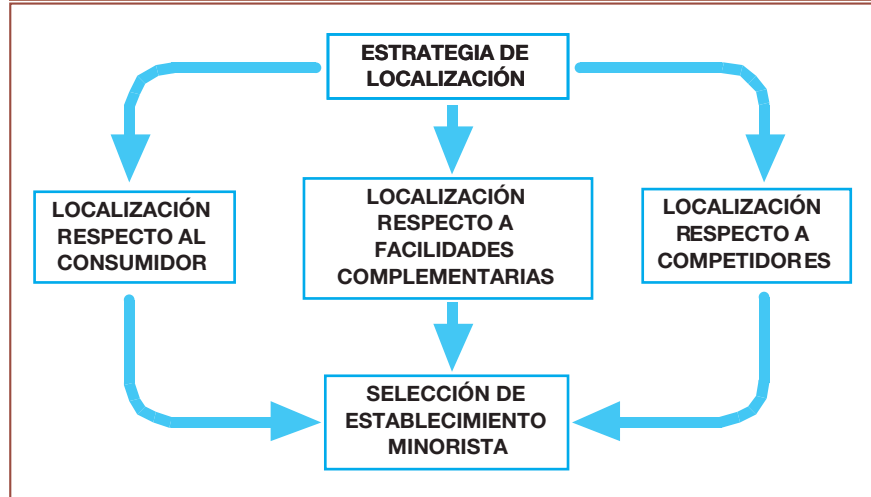 ESTRATEGIA DE
LOCALIZACIÓN
LOCALIZACIÓN
RESPECTO AL
CONSUMIDOR
LOCALIZACIÓN
RESPECTO A
FACILIDADES
COMPLEMENTARIAS
LOCALIZACIÓN
RESPECTO A
COMPETIDORES
SELECCIÓN DE
ESTABLECIMIENTO
MINORISTA